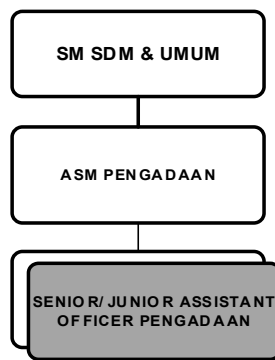 SM SDM & UMUM
ASM PENGADAAN
SENIOR/JUNIOR ASSISTANT
OFFICER PENGADAAN